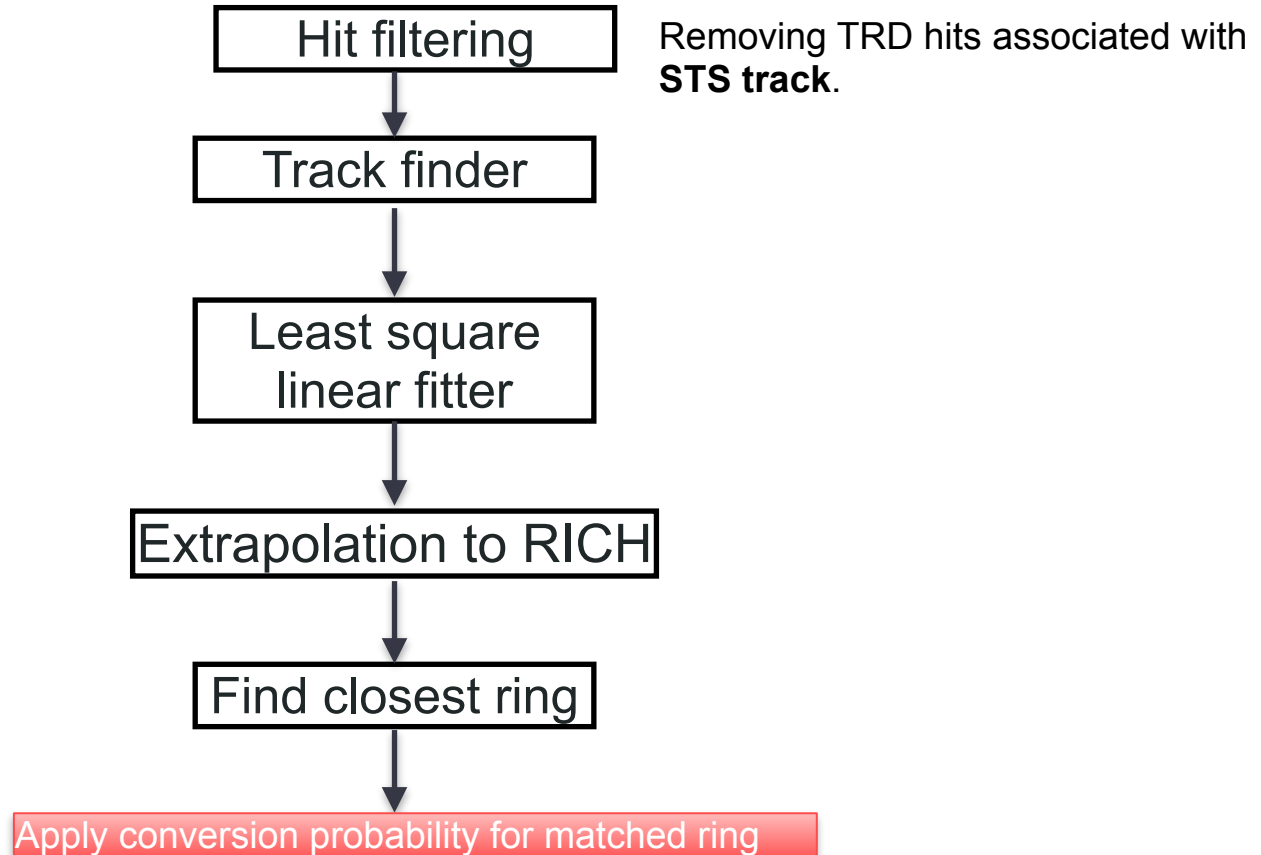 Hit filtering
Removing TRD hits associated with
STS track.
Track finder
Least square
linear fitter
Extrapolation to RICH
Find closest ring
Apply conversion probability for matched ring